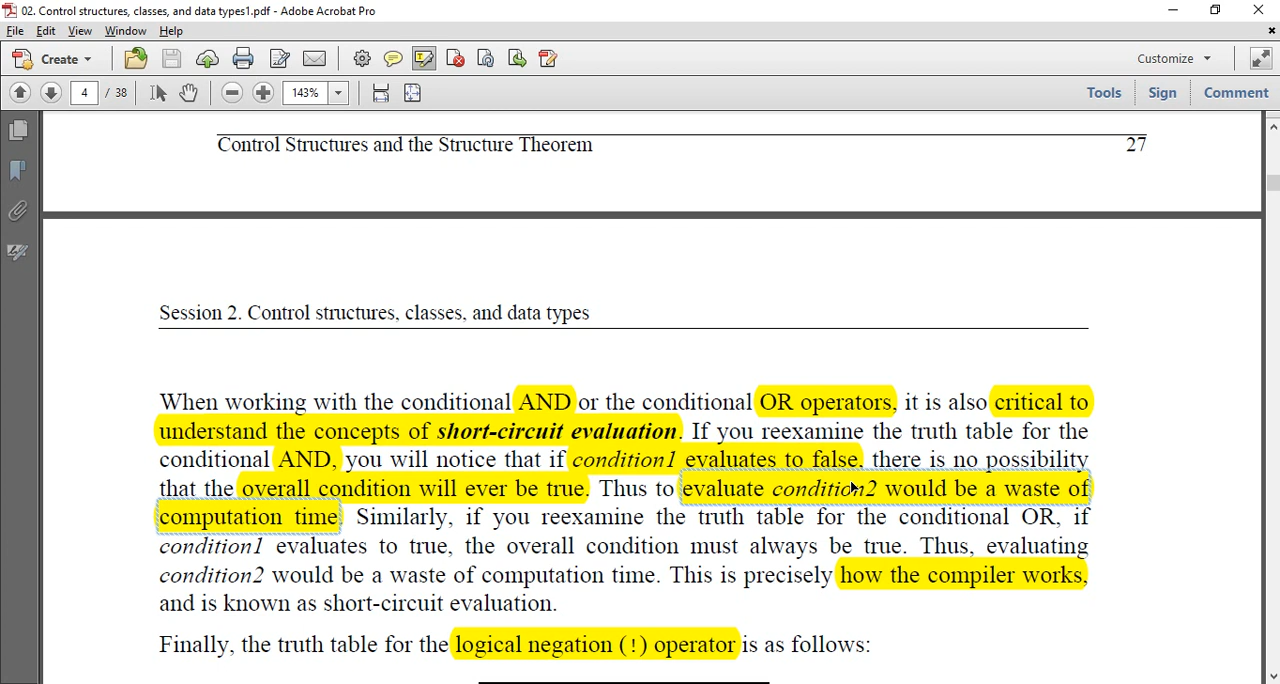 02. Control structures, classes, and data types1.pdf - Adobe Acrobat Pro
File Edit View Window Help
Create
Customize
4 / 38 143%
Tools Sign Comment
Control Structures and the Structure Theorem 27
Session 2. Control structures, classes, and data types
When working with the conditional AND or the conditional OR operators, it is also critical to
understand the concepts of short-circuit evaluation. If you reexamine the truth table for the
conditional AND, you will notice that if condition1 evaluates to false, there is no possibility
that the overall condition will ever be true. Thus to evaluate condition2 would be a waste of
computation time. Similarly, if you reexamine the truth table for the conditional OR, if
condition1 evaluates to true, the overall condition must always be true. Thus, evaluating
condition2 would be a waste of computation time. This is precisely how the compiler works,
and is known as short-circuit evaluation.
Finally, the truth table for the logical negation (!) operator is as follows: